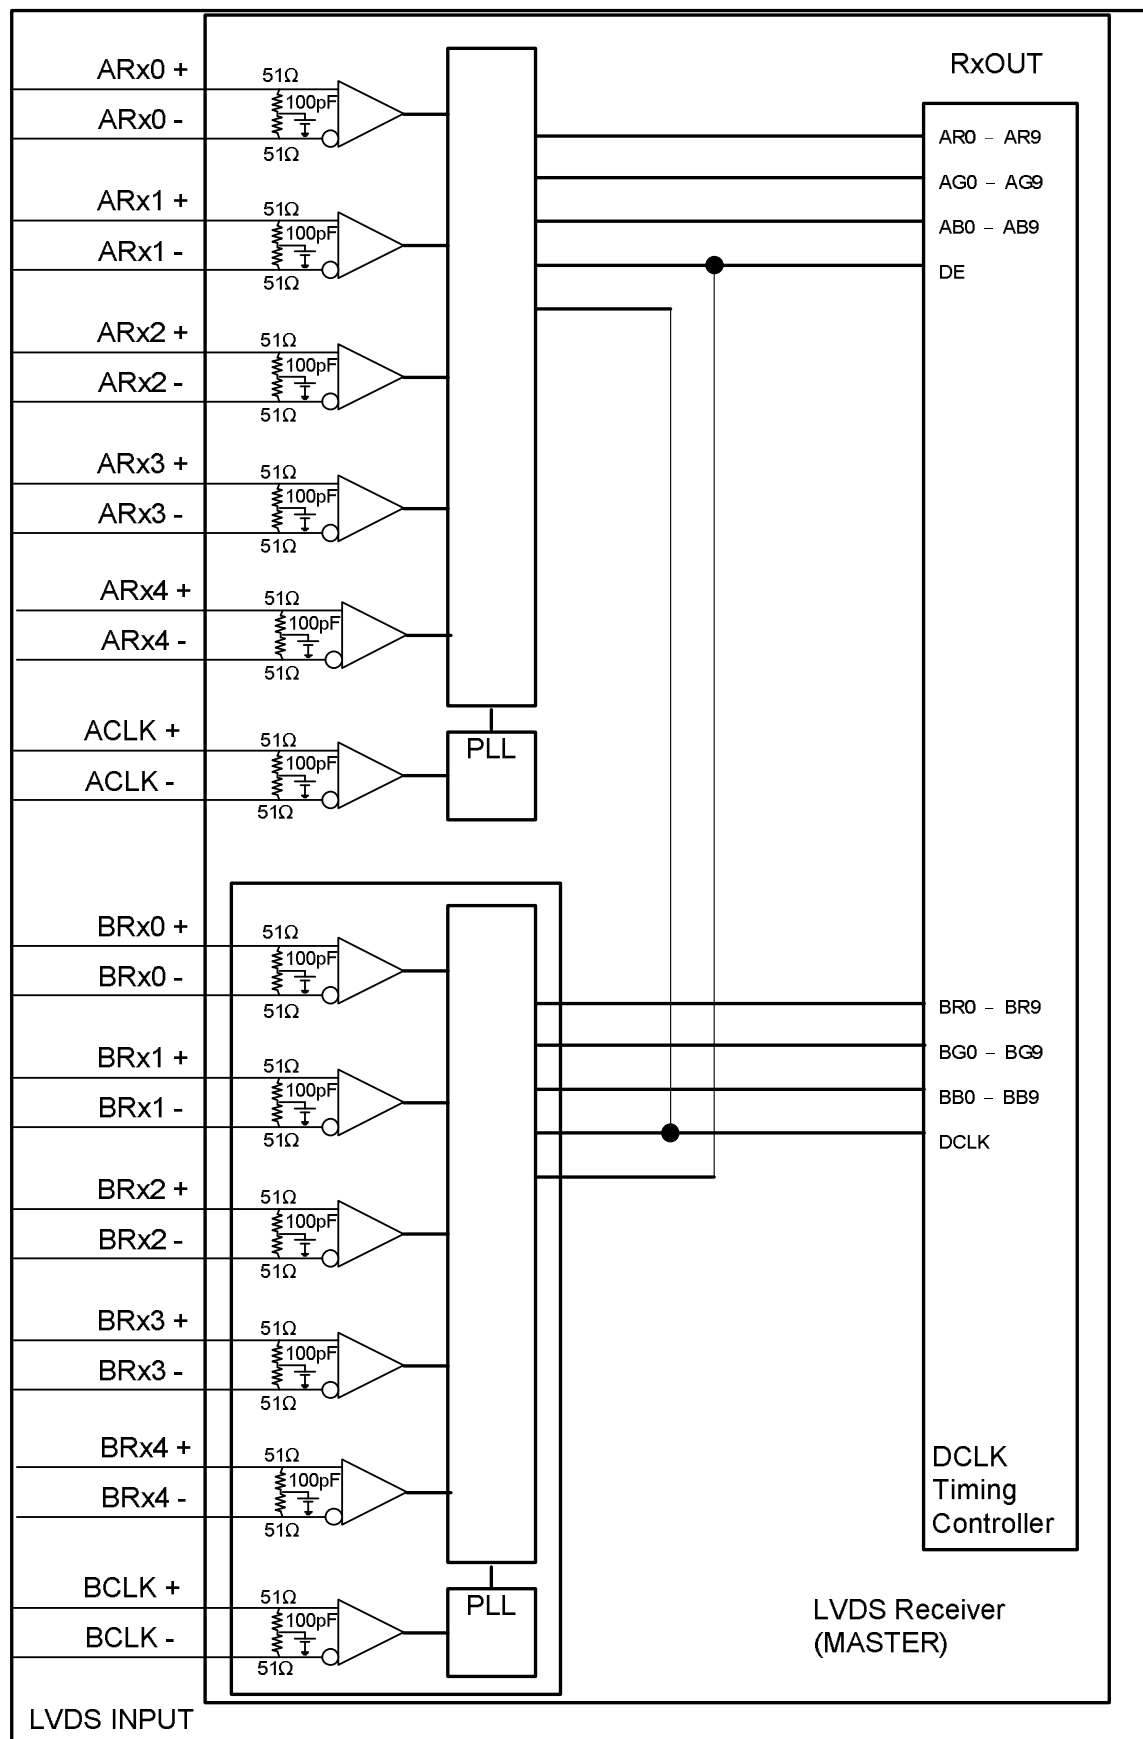 RxOUT
ARx0 +
51Ω
100pF
ARx0 -
51Ω
AR0 – AR9
AG0 – AG9
ARx1 +
51Ω
100pF
AB0 – AB9
ARx1 -
51Ω
DE
ARx2 +
51Ω
100pF
ARx2 -
51Ω
ARx3 +
51Ω
100pF
ARx3 -
51Ω
ARx4 +
51Ω
100pF
ARx4 -
51Ω
ACLK +
51Ω
PLL
100pF
ACLK -
51Ω
BRx0 +
51Ω
100pF
BRx0 -
51Ω
BR0 – BR9
BG0 – BG9
BRx1 +
51Ω
100pF
BB0 – BB9
BRx1 -
51Ω
DCLK
BRx2 +
51Ω
100pF
BRx2 -
51Ω
BRx3 +
51Ω
100pF
BRx3 -
51Ω
BRx4 +
51Ω
100pF
BRx4 -
51Ω
DCLK
Timing
Controller
BCLK +
51Ω
PLL
100pF
BCLK -
51Ω
LVDS Receiver
(MASTER)
LVDS INPUT